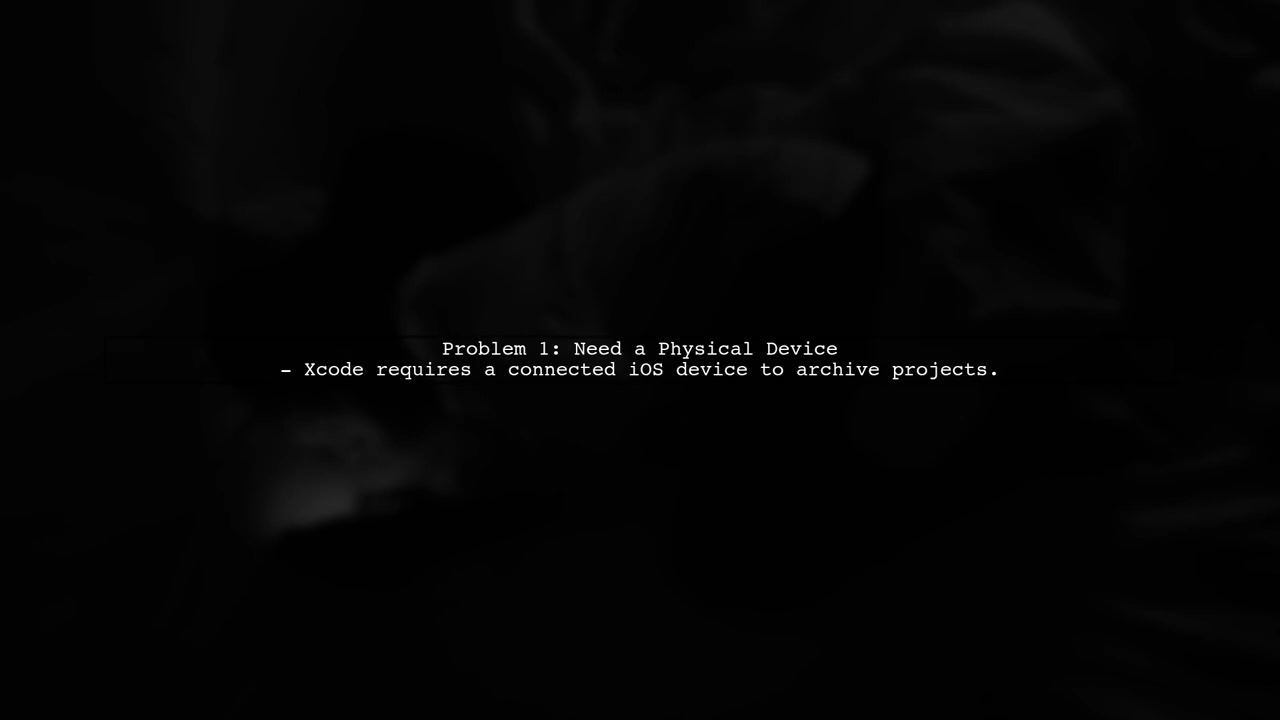 Problem 1: Need a Physical Device
- Xcode requires a connected iOS device to archive projects.